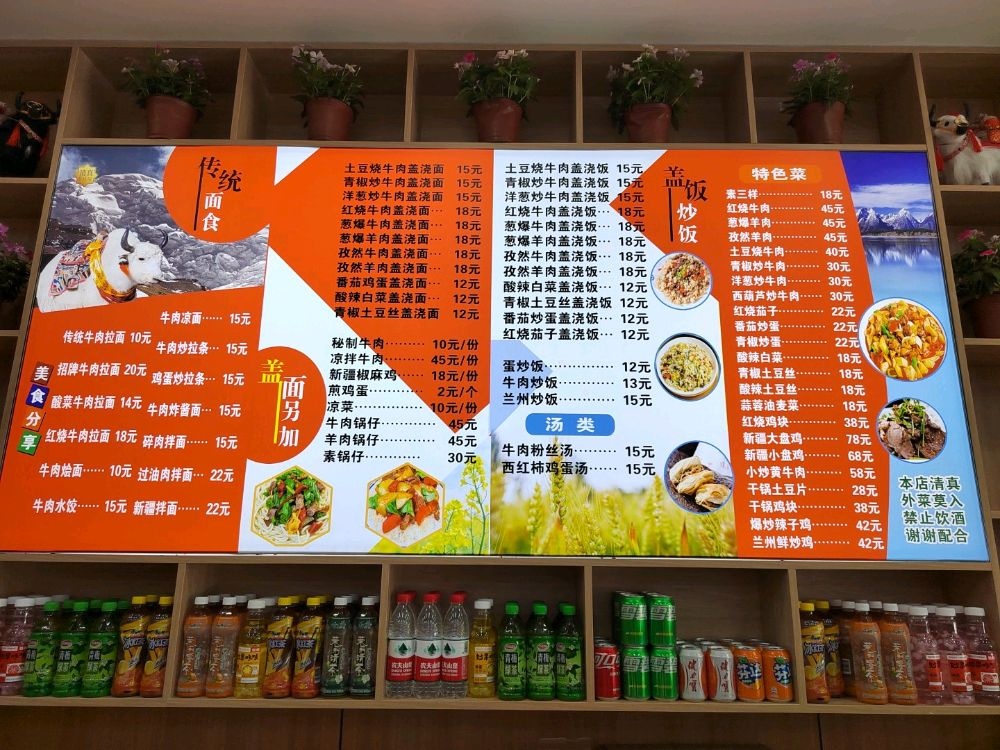 清真
传统
面
食
牛肉凉面… 15元
传统牛肉拉面 10元
牛肉炒拉条… 15元
招牌牛肉拉面 20元
鸡蛋炒拉条… 15元
酸菜牛肉拉面 14元
牛肉炸酱面… 15元
红烧牛肉拉面 18元
碎肉拌面… 15元
牛肉烩面… 10元
过油肉拌面… 22元
牛肉水饺… 15元
新疆拌面… 22元
美
食
分
享
土豆烧牛肉盖浇面 15元
青椒炒牛肉盖浇面 15元
洋葱炒牛肉盖浇面 15元
红烧牛肉盖浇面… 18元
葱爆牛肉盖浇面… 18元
葱爆羊肉盖浇面… 18元
孜然牛肉盖浇面… 18元
孜然羊肉盖浇面… 18元
番茄鸡蛋盖浇面… 12元
酸辣白菜盖浇面… 12元
青椒土豆丝盖浇面 12元
盖
面
另
加
秘制牛肉……… 10元/份
凉拌牛肉……… 45元/份
新疆椒麻鸡…… 18元/份
煎鸡蛋………… 2元/个
凉菜…………… 10元/份
牛肉锅仔……… 45元
羊肉锅仔……… 45元
素锅仔………… 30元
土豆烧牛肉盖浇饭 15元
青椒炒牛肉盖浇饭 15元
洋葱炒牛肉盖浇饭 15元
红烧牛肉盖浇饭… 18元
葱爆牛肉盖浇饭… 18元
葱爆羊肉盖浇饭… 18元
孜然牛肉盖浇饭… 18元
孜然羊肉盖浇饭… 18元
酸辣白菜盖浇饭… 12元
青椒土豆丝盖浇饭 12元
番茄鸡蛋盖浇饭… 12元
红烧茄子盖浇饭… 12元
盖饭
炒
饭
蛋炒饭………… 12元
牛肉炒饭……… 13元
兰州炒饭……… 15元
汤 类
牛肉粉丝汤…… 15元
西红柿鸡蛋汤… 15元
特色菜
素三样………… 18元
红烧牛肉……… 45元
葱爆羊肉……… 45元
孜然羊肉……… 45元
土豆烧牛肉…… 40元
青椒炒牛肉…… 30元
洋葱炒牛肉…… 30元
西葫芦炒牛肉… 30元
红烧茄子……… 22元
番茄炒蛋……… 22元
青椒炒蛋……… 22元
酸辣白菜……… 18元
青椒土豆丝…… 18元
酸辣土豆丝…… 18元
蒜蓉油麦菜…… 18元
红烧鸡块……… 38元
新疆大盘鸡…… 78元
新疆小盘鸡…… 68元
小炒黄牛肉…… 58元
干锅土豆片…… 28元
干锅鸡块……… 38元
爆炒辣子鸡…… 42元
兰州鲜炒鸡…… 42元
本店清真
外菜莫入
禁止饮酒
谢谢配合
农夫山泉
农夫山泉
农夫山泉